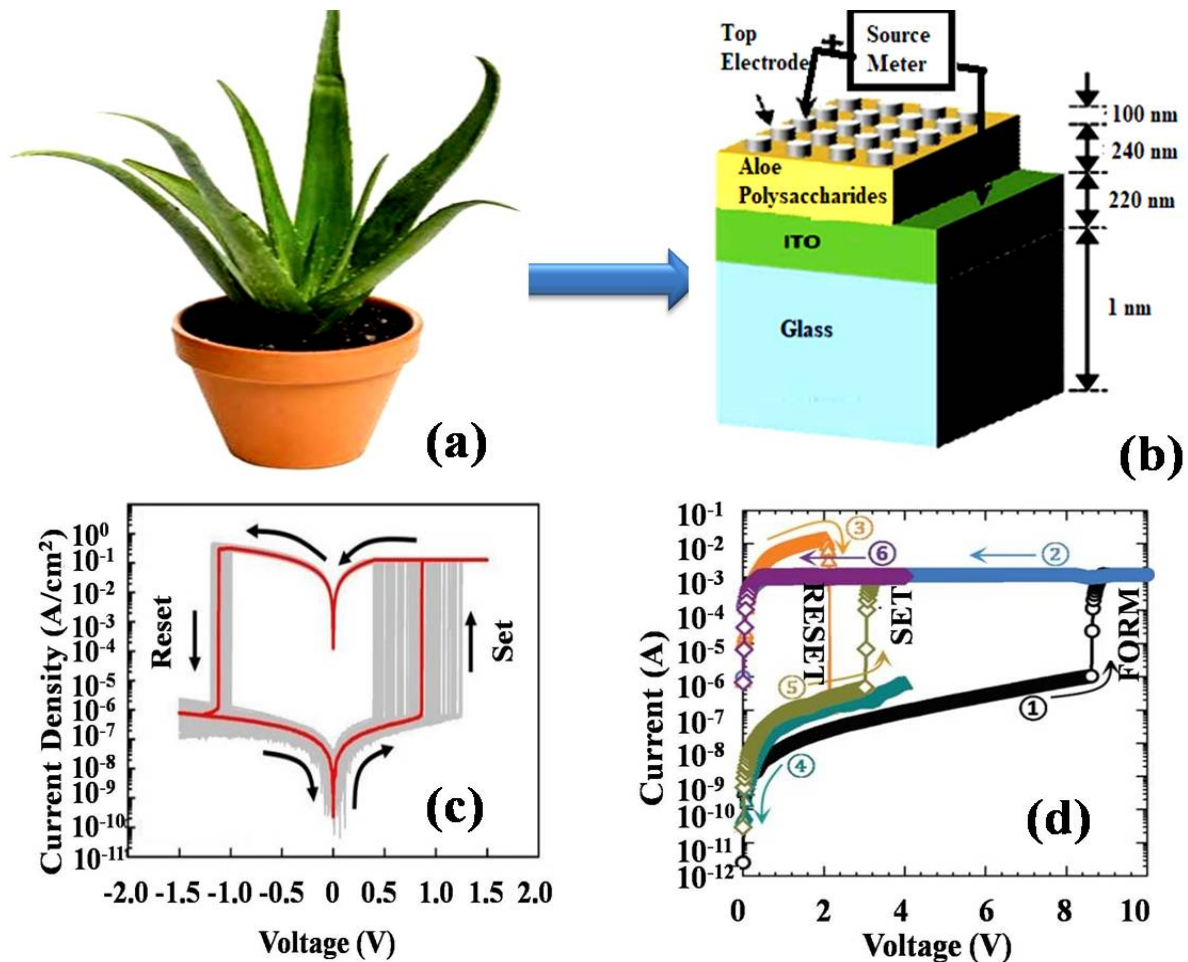 (a)
Top
Electrode
+
Source
Meter
100 nm
240 nm
220 nm
1 nm
Aloe
Polysaccharides
ITO
Glass
(b)
Current Density (A/cm²)
10⁰
10⁻¹
10⁻²
10⁻³
10⁻⁴
10⁻⁵
10⁻⁶
10⁻⁷
10⁻⁸
10⁻⁹
10⁻¹⁰
10⁻¹¹
Reset
Set
(c)
-2.0 -1.5 -1.0 -0.5 0 0.5 1.0 1.5 2.0
Voltage (V)
Current (A)
10⁻¹
10⁻²
10⁻³
10⁻⁴
10⁻⁵
10⁻⁶
10⁻⁷
10⁻⁸
10⁻⁹
10⁻¹⁰
10⁻¹¹
10⁻¹²
③
⑥
②
RESET
SET
FORM
⑤
①
④
(d)
0 2 4 6 8 10
Voltage (V)